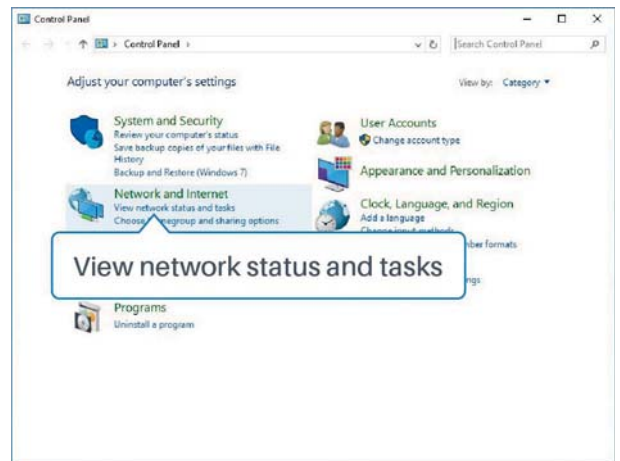 Control Panel
Control Panel
Search Control Panel
Adjust your computer's settings
View by: Category
System and Security
Review your computer's status
Save backup copies of your files with File
History
Backup and Restore (Windows 7)
Network and Internet
View network status and tasks
Choose homegroup and sharing options
View network status and tasks
Programs
Uninstall a program
User Accounts
Change account type
Appearance and Personalization
Clock, Language, and Region
Add a language
Change input methods